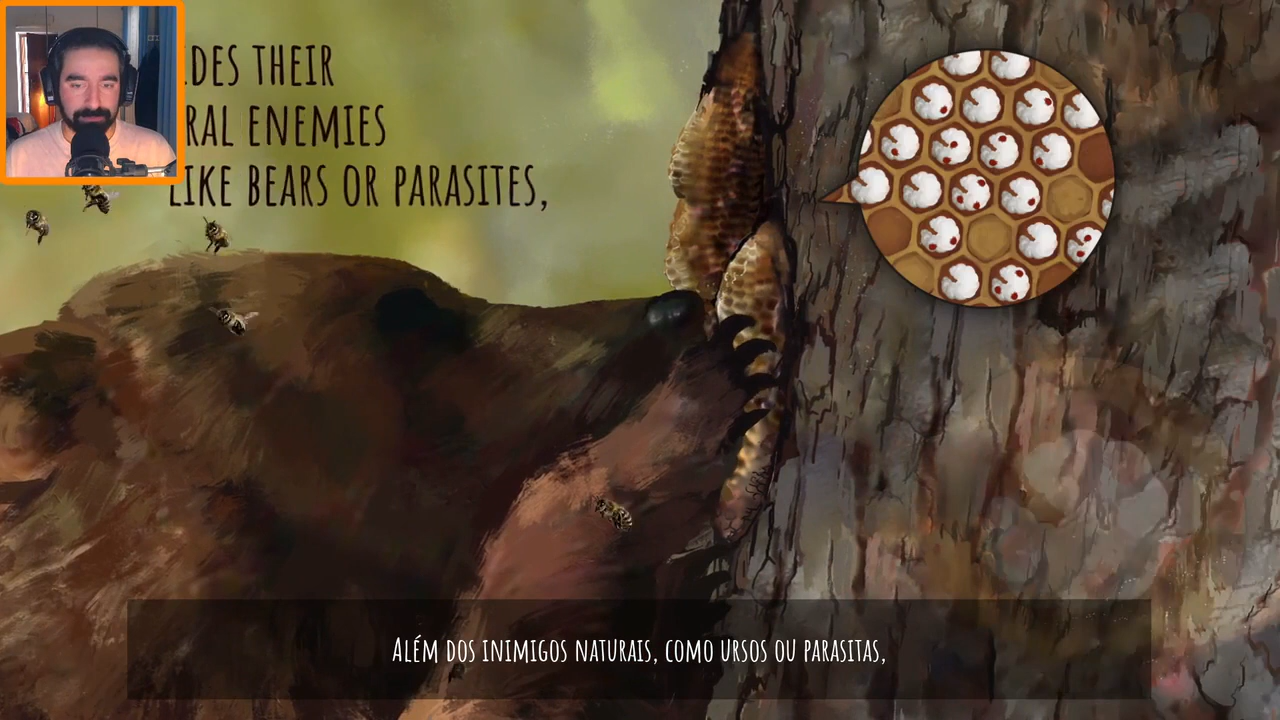 DES THEIR
RAL ENEMIES
LIKE BEARS OR PARASITES,
ALÉM DOS INIMIGOS NATURAIS, COMO URSOS OU PARASITAS,